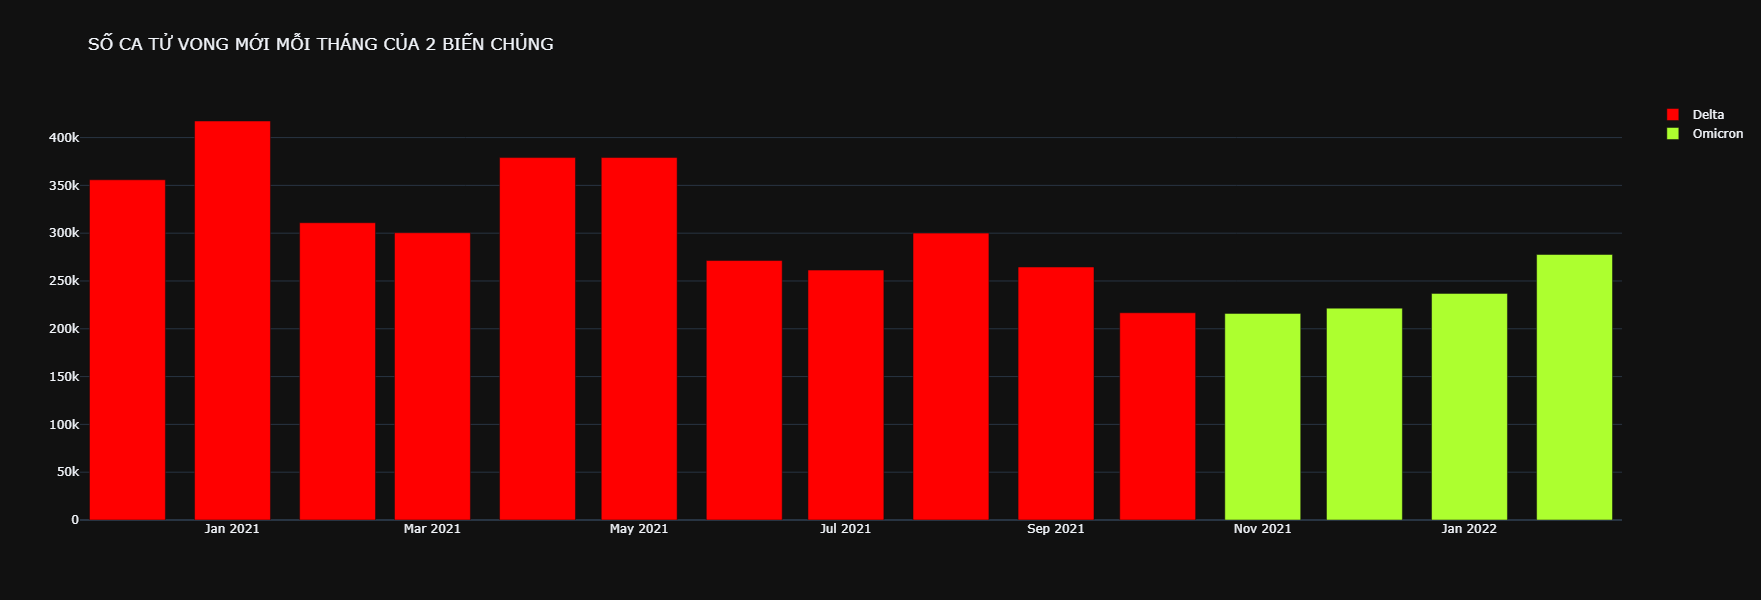 SỐ CA TỬ VONG MỚI MỖI THÁNG CỦA 2 BIẾN CHỦNG
Delta
Omicron
400k
350k
300k
250k
200k
150k
100k
50k
0
Jan 2021
Mar 2021
May 2021
Jul 2021
Sep 2021
Nov 2021
Jan 2022